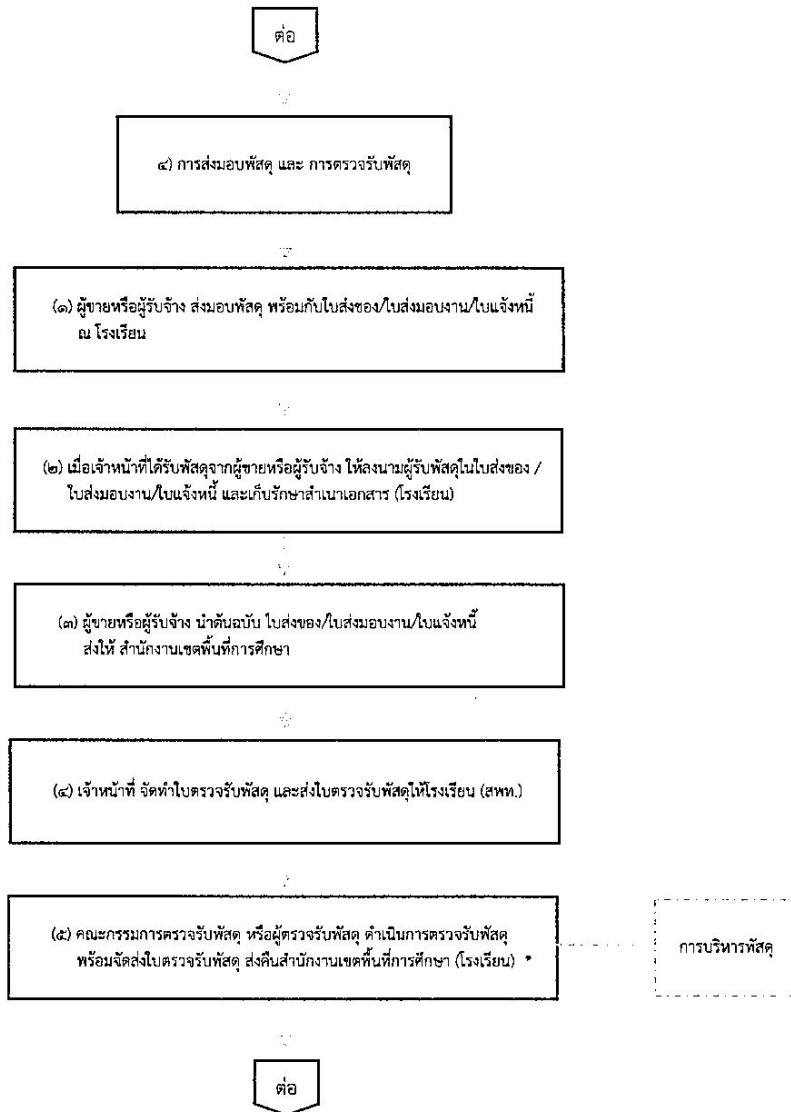 ต่อ
๔) การส่งมอบพัสดุ และ การตรวจรับพัสดุ
(๑) ผู้ขายหรือผู้รับจ้าง ส่งมอบพัสดุ พร้อมกับใบส่งของ/ใบส่งมอบงาน/ใบแจ้งหนี้
ณ โรงเรียน
(๒) เมื่อเจ้าหน้าที่ได้รับพัสดุจากผู้ขายหรือผู้รับจ้าง ให้ลงนามผู้รับพัสดุในใบส่งของ /
ใบส่งมอบงาน/ใบแจ้งหนี้ และเก็บรักษาสำเนาเอกสาร (โรงเรียน)
(๓) ผู้ขายหรือผู้รับจ้าง นำต้นฉบับ ใบส่งของ/ใบส่งมอบงาน/ใบแจ้งหนี้
ส่งให้ สำนักงานเขตพื้นที่การศึกษา
(๔) เจ้าหน้าที่ จัดทำใบตรวจรับพัสดุ และส่งใบตรวจรับพัสดุให้โรงเรียน (สพท.)
(๕) คณะกรรมการตรวจรับพัสดุ หรือผู้ตรวจรับพัสดุ ดำเนินการตรวจรับพัสดุ
พร้อมจัดส่งใบตรวจรับพัสดุ ส่งคืนสำนักงานเขตพื้นที่การศึกษา (โรงเรียน) *
การบริหารพัสดุ
ต่อ